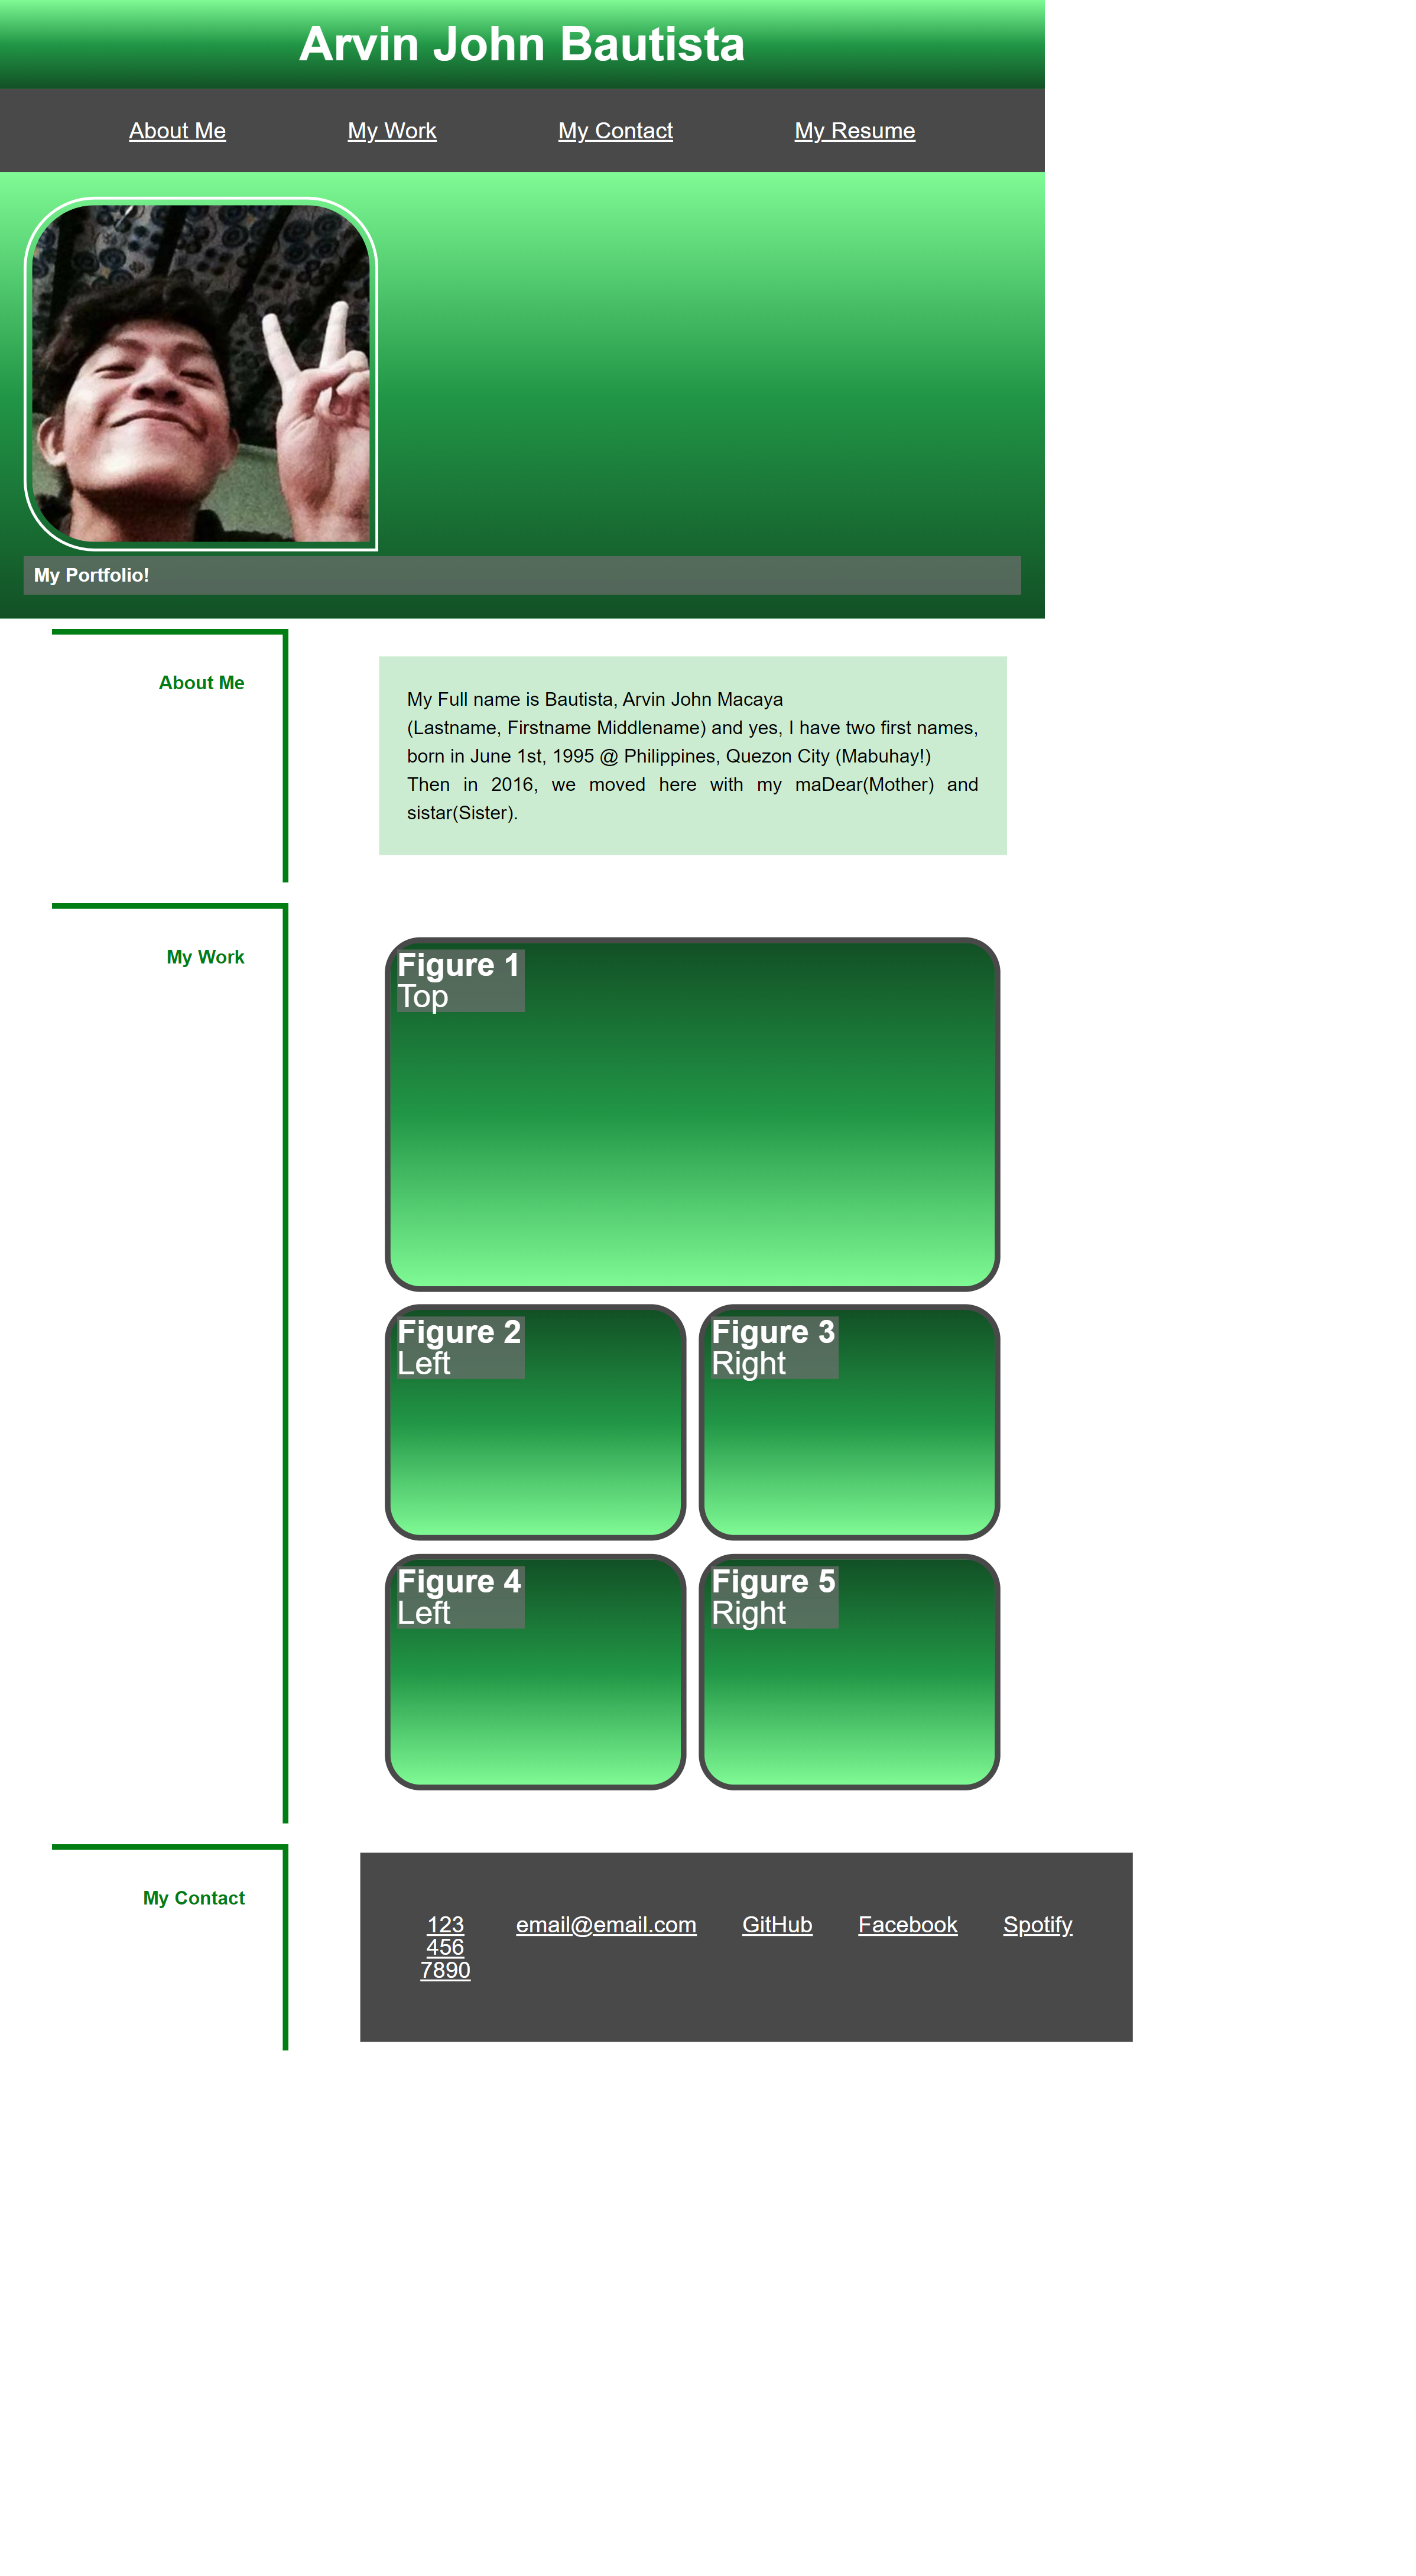 Arvin John Bautista
About Me My Work My Contact My Resume
My Portfolio!
About Me
My Full name is Bautista, Arvin John Macaya
(Lastname, Firstname Middlename) and yes, I have two first names,
born in June 1st, 1995 @ Philippines, Quezon City (Mabuhay!)
Then in 2016, we moved here with my maDear(Mother) and
sistar(Sister).
My Work
Figure 1
Top
Figure 2
Left
Figure 3
Right
Figure 4
Left
Figure 5
Right
My Contact
123
456
7890
email@email.com
GitHub
Facebook
Spotify